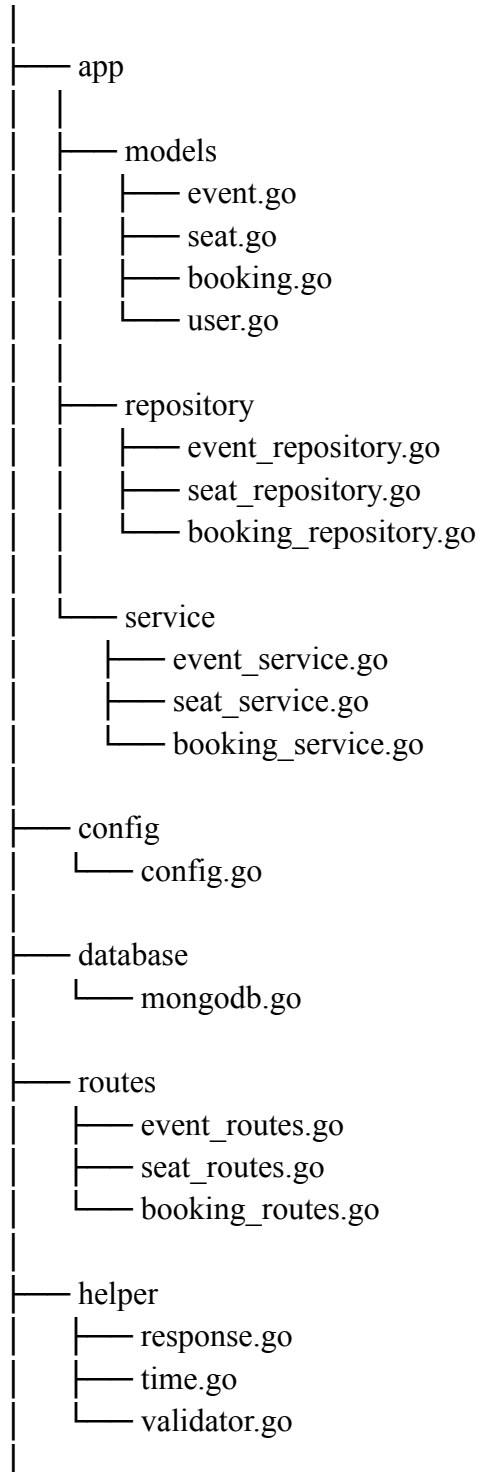 app
models
event.go
seat.go
booking.go
user.go
repository
event_repository.go
seat_repository.go
booking_repository.go
service
event_service.go
seat_service.go
booking_service.go
config
config.go
database
mongodb.go
routes
event_routes.go
seat_routes.go
booking_routes.go
helper
response.go
time.go
validator.go